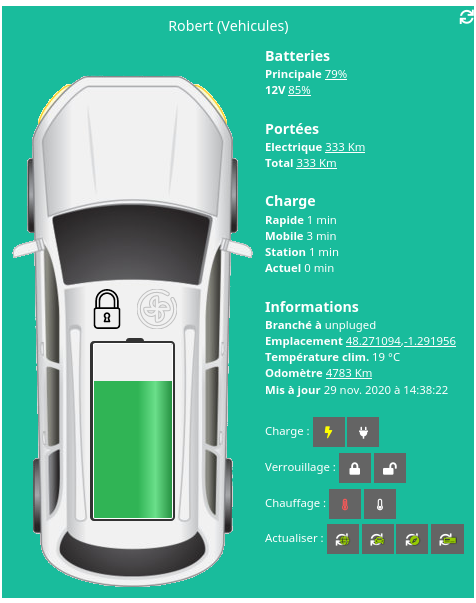 Robert (Vehicules)
Batteries
Principale 79%
12V 85%
Portées
Electrique 333 Km
Total 333 Km
Charge
Rapide 1 min
Mobile 3 min
Station 1 min
Actuel 0 min
Informations
Branché à unpluged
Emplacement 48.271094,-1.291956
Température clim. 19 °C
Odomètre 4783 Km
Mis à jour 29 nov. 2020 à 14:38:22
Charge :
Verrouillage :
Chauffage :
Actualiser :